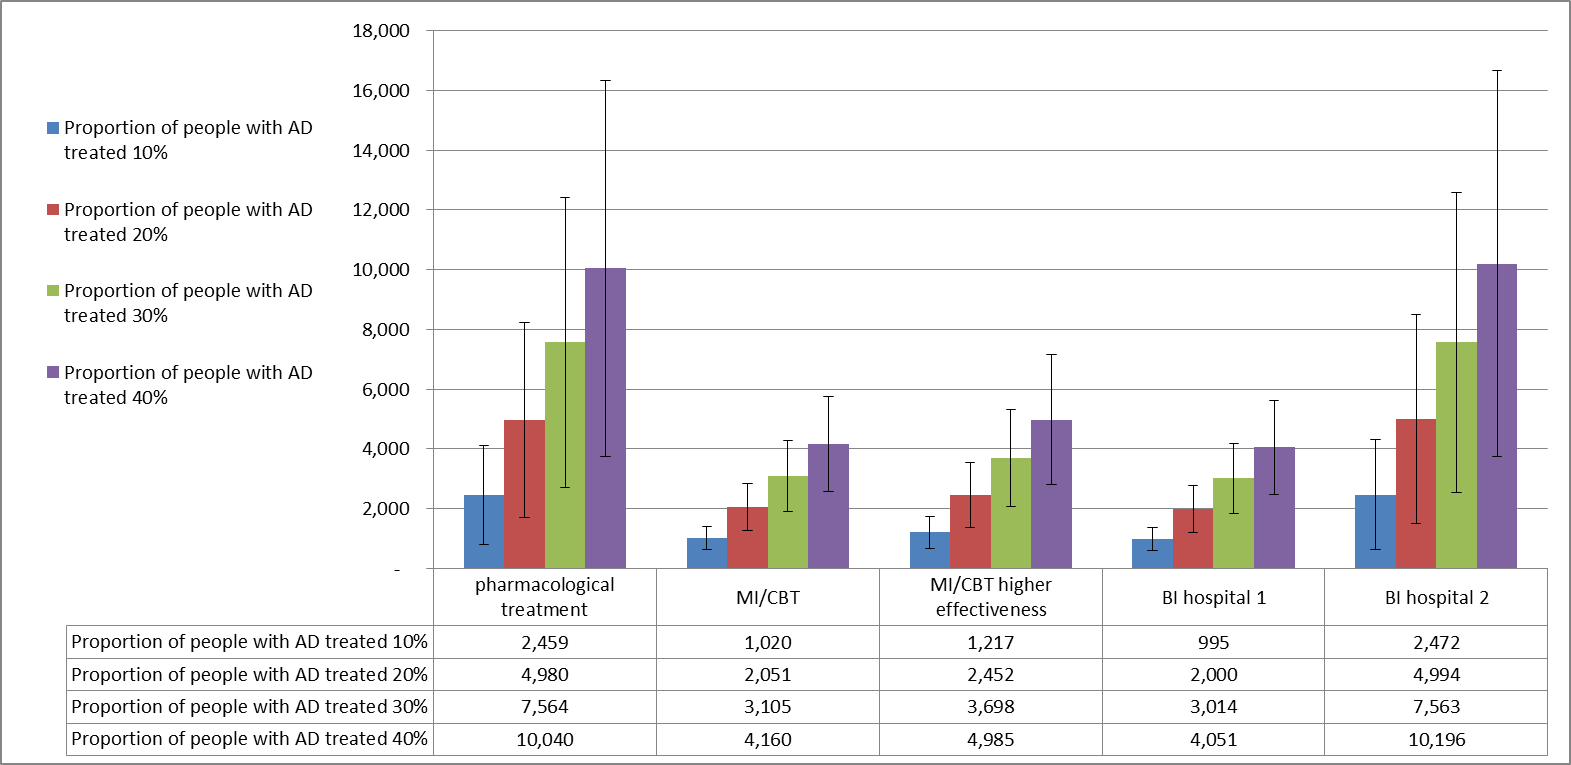 18,000
16,000
14,000
12,000
10,000
8,000
6,000
4,000
2,000
-
Proportion of people with AD
treated 10%
Proportion of people with AD
treated 20%
Proportion of people with AD
treated 30%
Proportion of people with AD
treated 40%
pharmacological
treatment
MI/CBT
MI/CBT higher
effectiveness
BI hospital 1
BI hospital 2
Proportion of people with AD treated 10% 2,459 1,020 1,217 995 2,472
Proportion of people with AD treated 20% 4,980 2,051 2,452 2,000 4,994
Proportion of people with AD treated 30% 7,564 3,105 3,698 3,014 7,563
Proportion of people with AD treated 40% 10,040 4,160 4,985 4,051 10,196